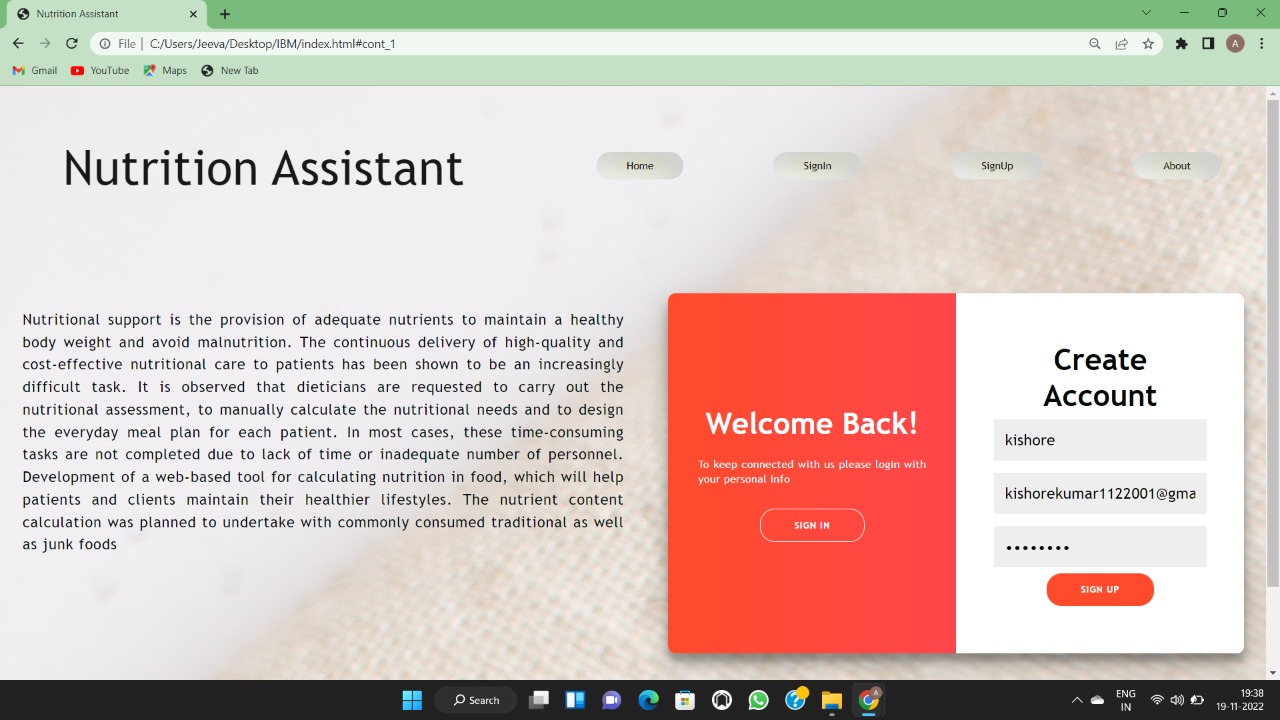 Nutrition Assistant
File
C:/Users/Jeeva/Desktop/IBM/index.html#cont_1
A
Gmail
YouTube
Maps
New Tab
Nutrition Assistant
Home
SignIn
SignUp
About
Nutritional support is the provision of adequate nutrients to maintain a healthy
body weight and avoid malnutrition. The continuous delivery of high-quality and
cost-effective nutritional care to patients has been shown to be an increasingly
difficult task. It is observed that dieticians are requested to carry out the
nutritional assessment, to manually calculate the nutritional needs and to design
the everyday meal plan for each patient. In most cases, these time-consuming
tasks are not completed due to lack of time or inadequate number of personnel.
Development of a web-based tool for calculating nutrition in food, which will help
patients and clients maintain their healthier lifestyles. The nutrient content
calculation was planned to undertake with commonly consumed traditional as well
as junk foods
Welcome Back!
To keep connected with us please login with
your personal info
SIGN IN
Create
Account
kishore
kishorekumar1122001@gma
••••••••
SIGN UP
Search
A
ENG
IN
19:38
19-11-2022